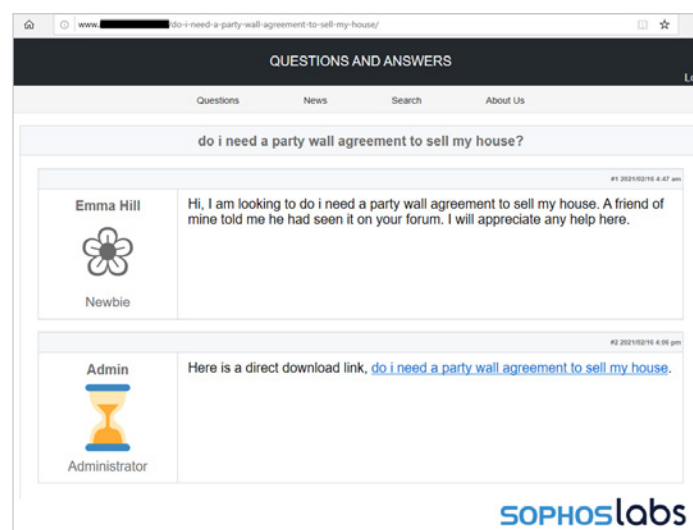 www. /do-i-need-a-party-wall-agreement-to-sell-my-house/
QUESTIONS AND ANSWERS
Lo
Questions News Search About Us
do i need a party wall agreement to sell my house?
#1 2021/02/16 4:47 am
Emma Hill
Hi, I am looking to do i need a party wall agreement to sell my house. A friend of
mine told me he had seen it on your forum. I will appreciate any help here.
Newbie
#2 2021/02/16 4:06 pm
Admin
Here is a direct download link, do i need a party wall agreement to sell my house.
Administrator
SOPHOSlabs